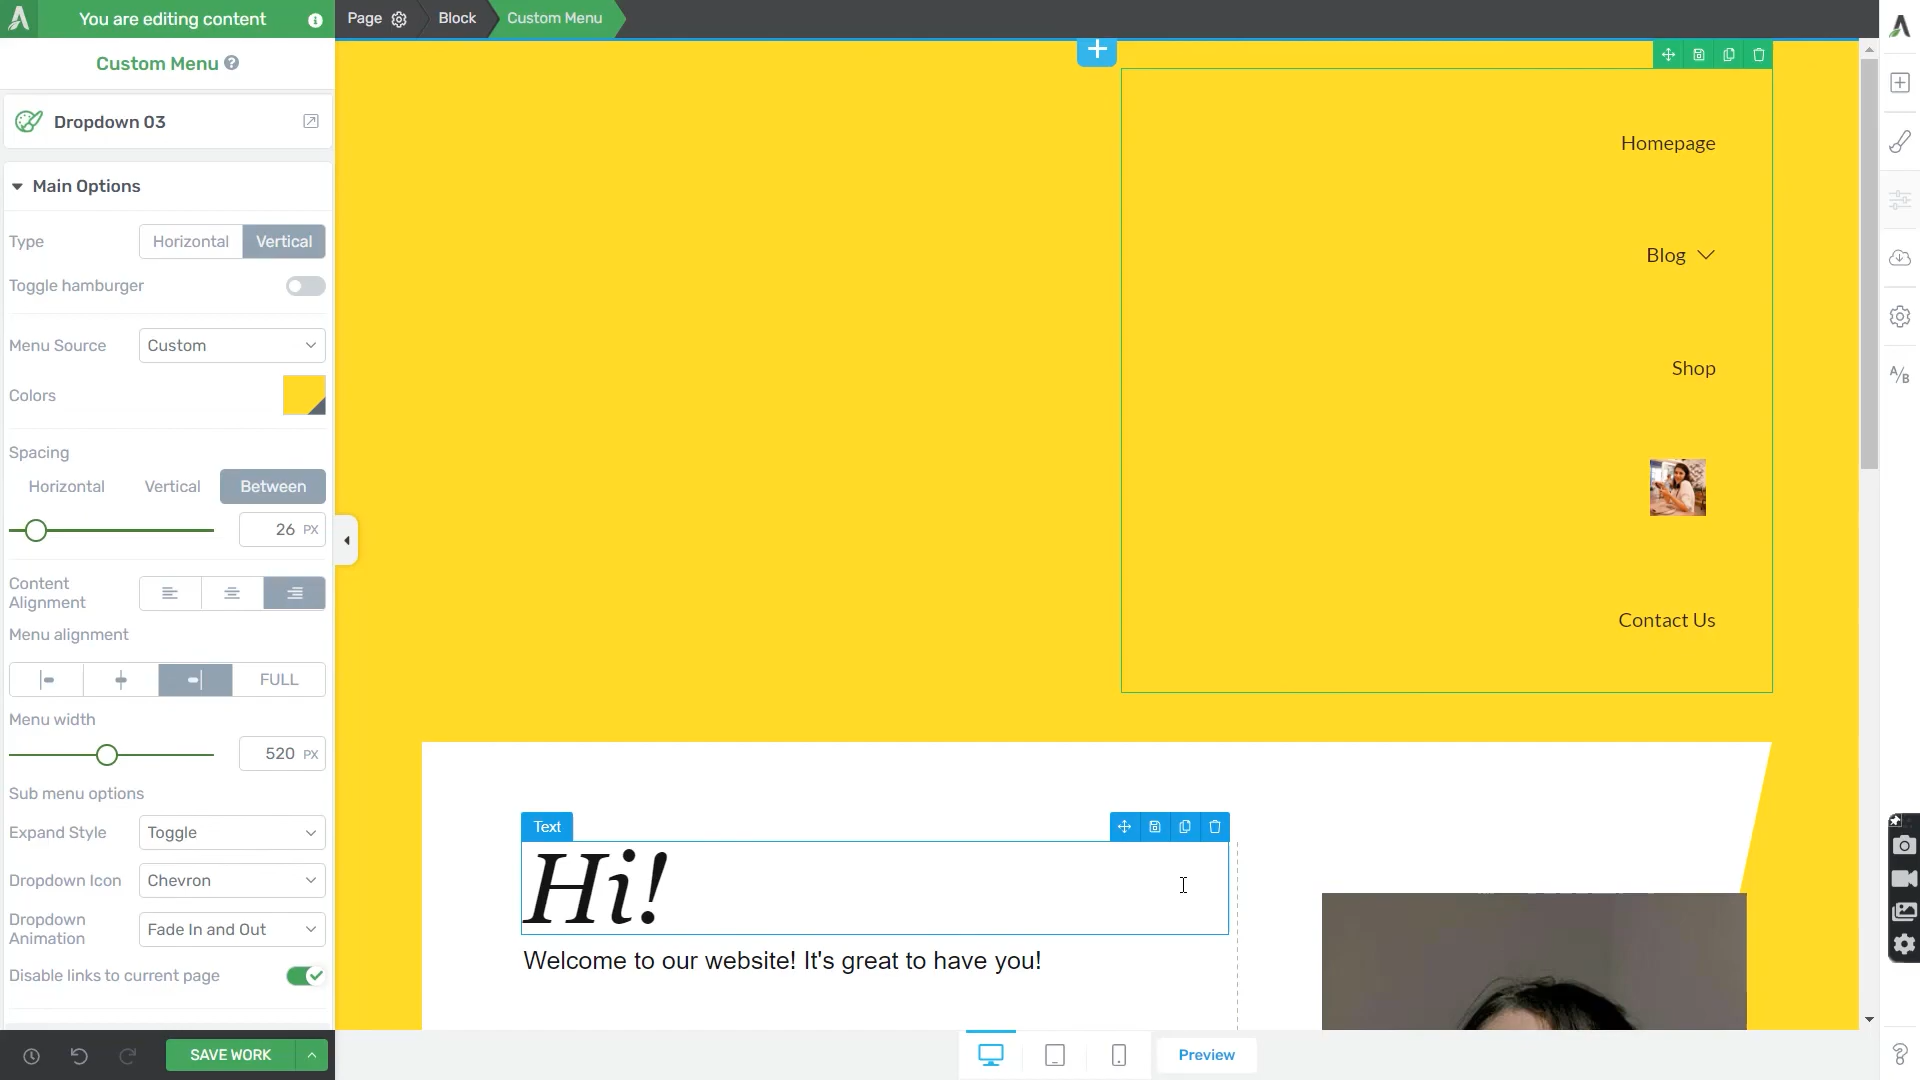 You are editing content
Page
Block
Custom Menu
Custom Menu
Dropdown 03
Main Options
Type
Horizontal
Vertical
Toggle hamburger
Menu Source
Custom
Colors
Spacing
Horizontal
Vertical
Between
26 PX
Content
Alignment
Menu alignment
FULL
Menu width
520 PX
Sub menu options
Expand Style
Toggle
Dropdown Icon
Chevron
Dropdown
Animation
Fade In and Out
Disable links to current page
SAVE WORK
Homepage
Blog
Shop
Contact Us
Text
Hi!
Welcome to our website! It's great to have you!
Preview
A/B